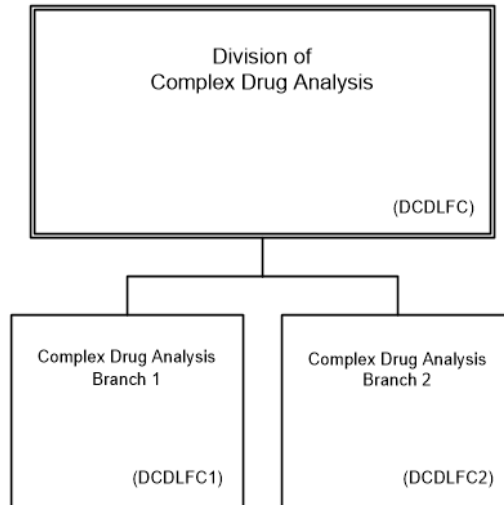 Division of
Complex Drug Analysis
(DCDLFC)
Complex Drug Analysis
Branch 1
(DCDLFC1)
Complex Drug Analysis
Branch 2
(DCDLFC2)